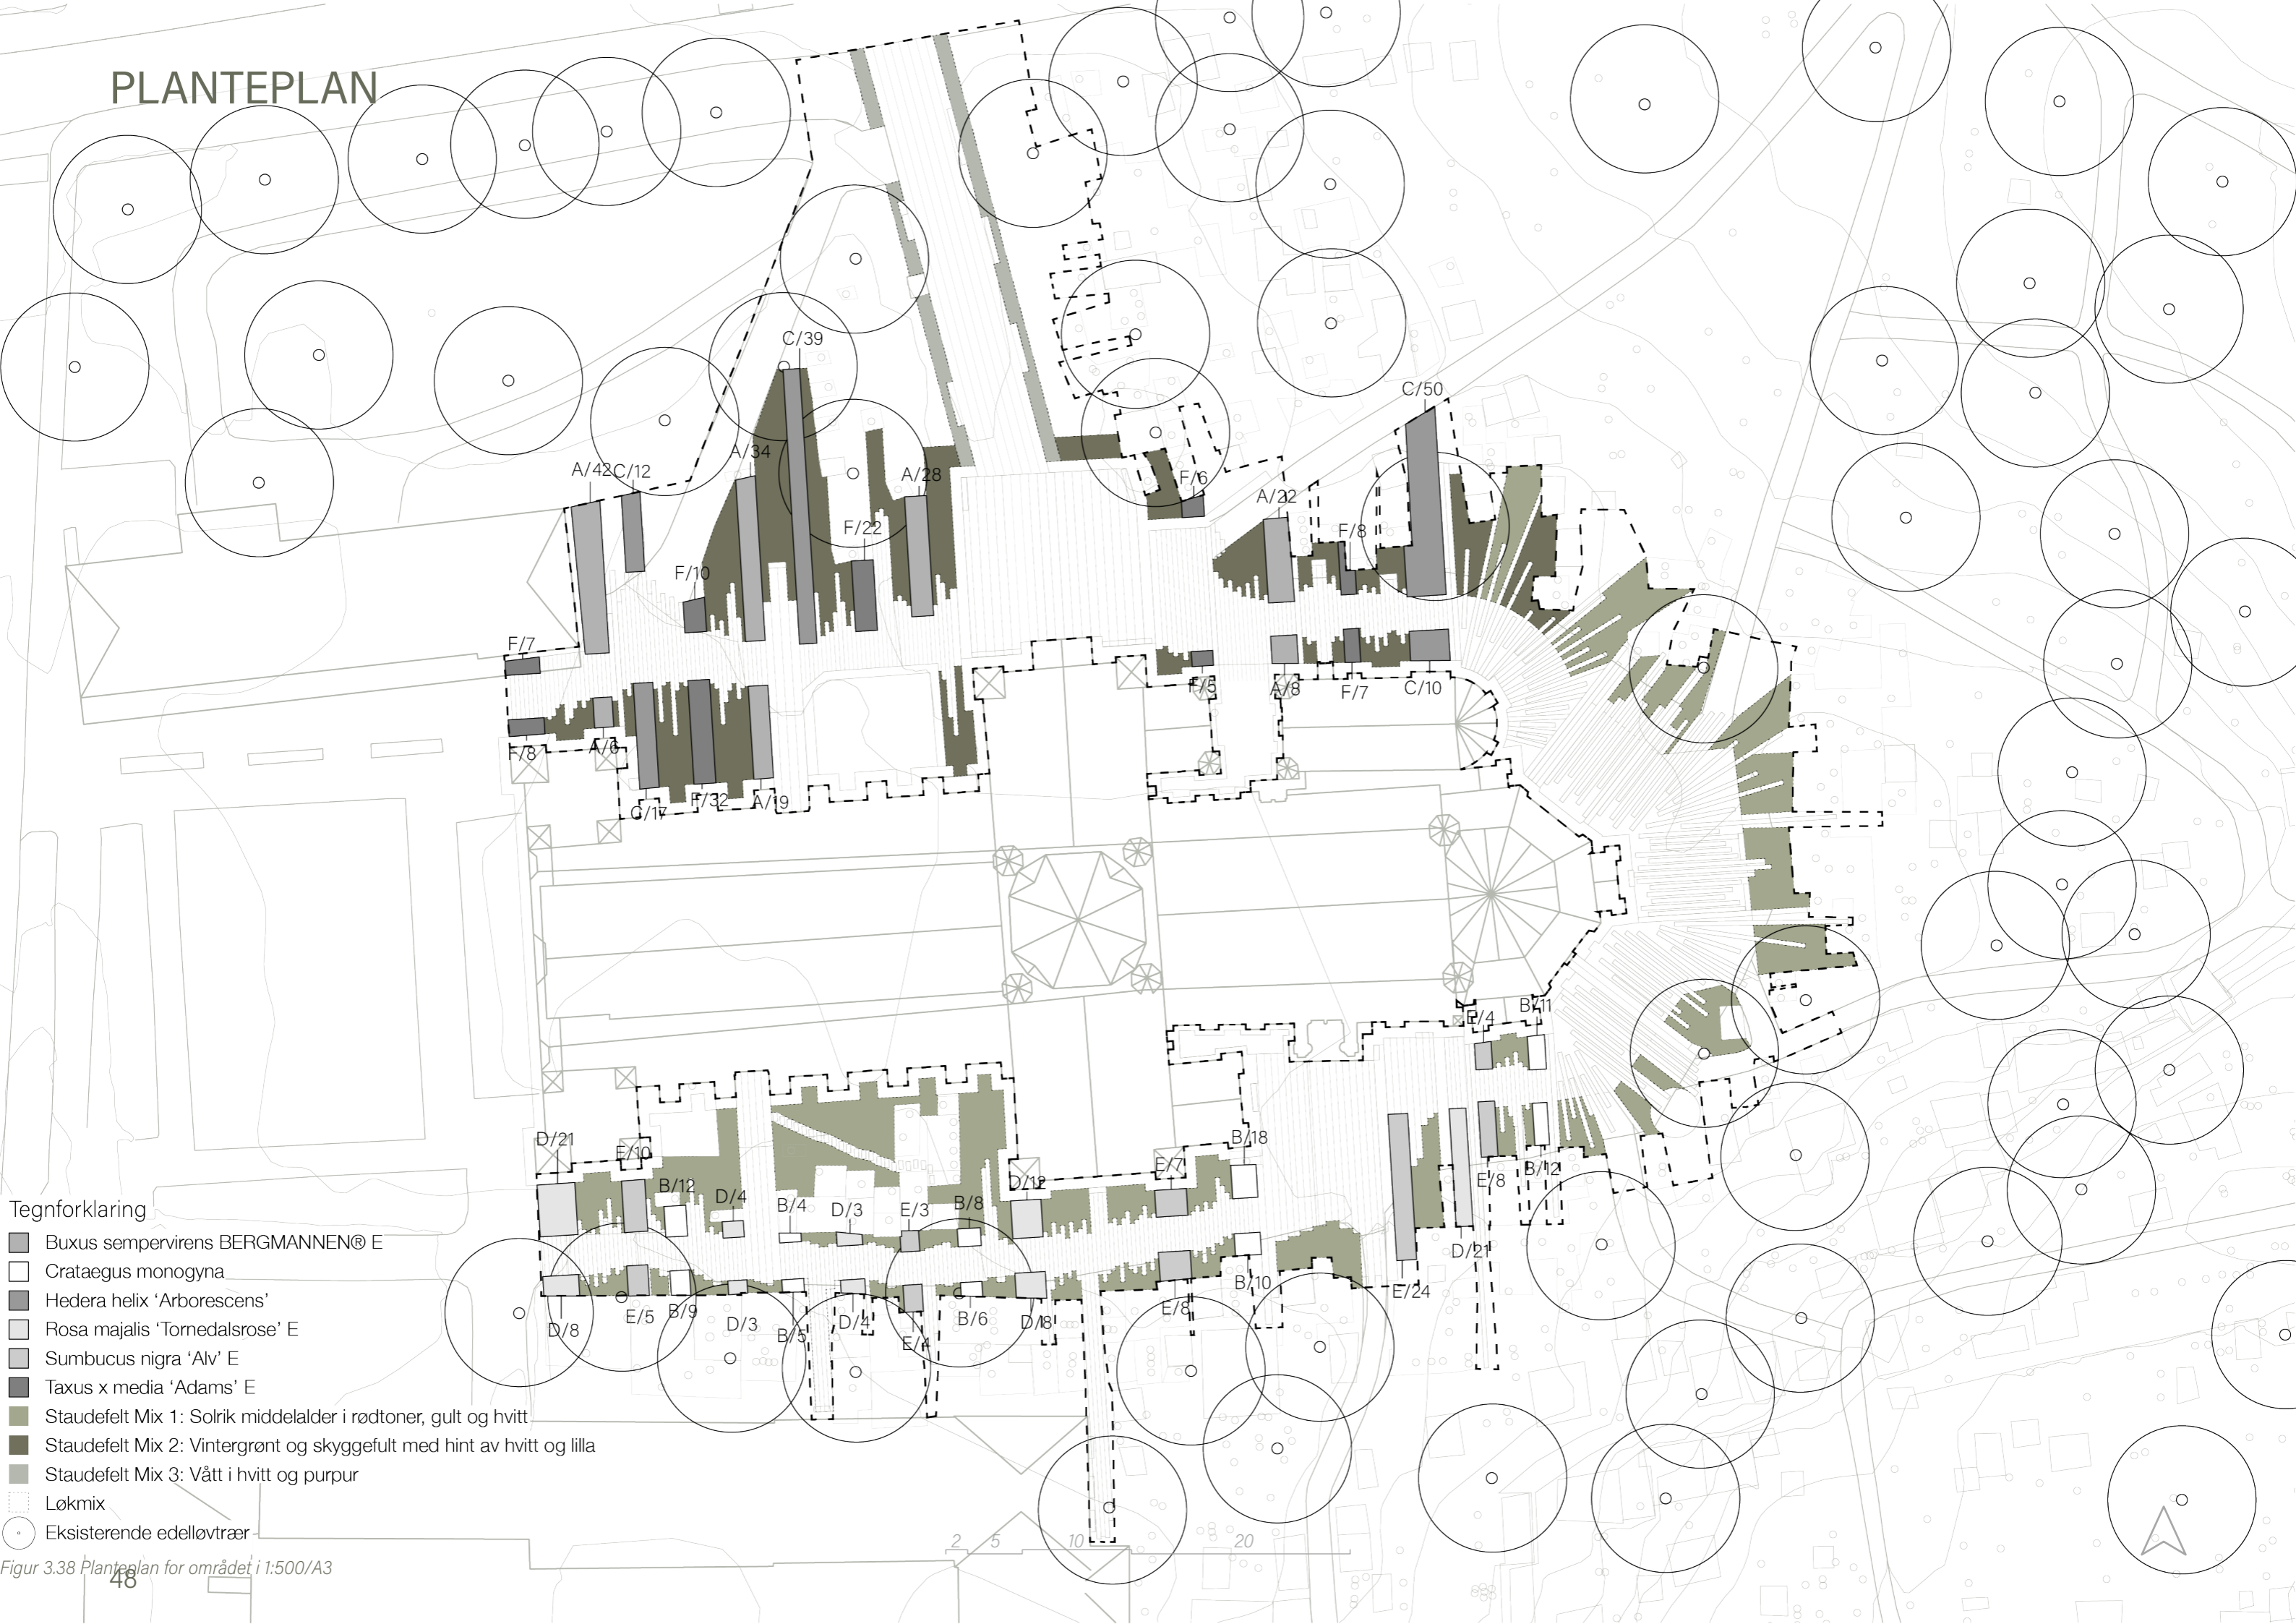 PLANTEPLAN
C/39
C/50
A/34
A/42
C/12
A/28
F/6
A/22
F/22
F/8
F/10
F/7
F/5
A/8
F/7
C/10
F/8
A/6
C/17
F/32
A/19
E/4
B/11
D/21
E/10
B/18
E/7
B/12
E/8
B/12
D/12
D/4
B/4
D/3
E/3
B/8
D/21
B/10
E/24
D/8
E/5
B/9
D/3
B/5
D/4
E/4
B/6
D/8
E/8
Tegnforklaring
Buxus sempervirens BERGMANNEN® E
Crataegus monogyna
Hedera helix ‘Arborescens’
Rosa majalis ‘Tornedalsrose’ E
Sumbucus nigra ‘Alv’ E
Taxus x media ‘Adams’ E
Staudefelt Mix 1: Solrik middelalder i rødtoner, gult og hvitt
Staudefelt Mix 2: Vintergrønt og skyggefult med hint av hvitt og lilla
Staudefelt Mix 3: Vått i hvitt og purpur
Løkmix
Eksisterende edelløvtrær
2 5 10 20
Figur 3.38 Planteplan for området i 1:500/A3
48